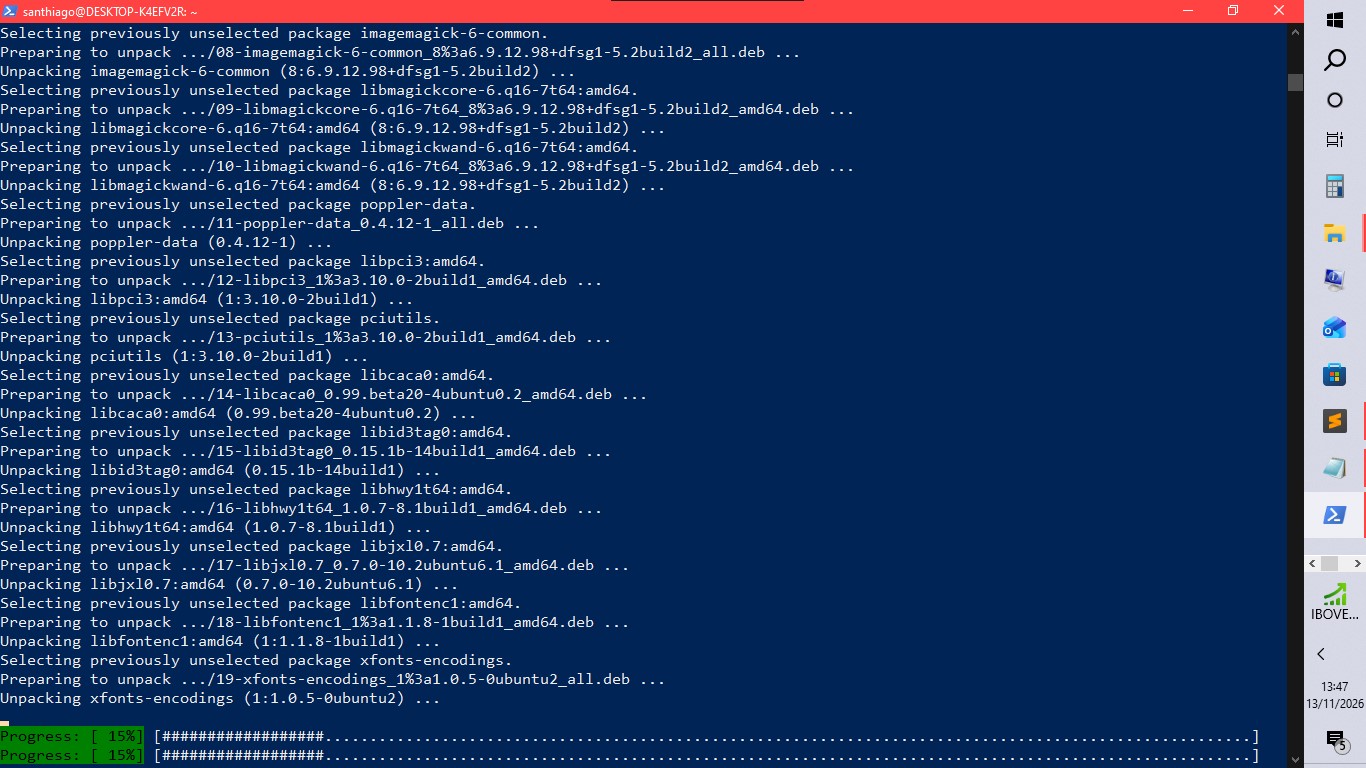 santhiago@DESKTOP-K4EFV2R: ~
Selecting previously unselected package imagemagick-6-common.
Preparing to unpack .../08-imagemagick-6-common_8%3a6.9.12.98+dfsg1-5.2build2_all.deb ...
Unpacking imagemagick-6-common (8:6.9.12.98+dfsg1-5.2build2) ...
Selecting previously unselected package libmagickcore-6.q16-7t64:amd64.
Preparing to unpack .../09-libmagickcore-6.q16-7t64_8%3a6.9.12.98+dfsg1-5.2build2_amd64.deb ...
Unpacking libmagickcore-6.q16-7t64:amd64 (8:6.9.12.98+dfsg1-5.2build2) ...
Selecting previously unselected package libmagickwand-6.q16-7t64:amd64.
Preparing to unpack .../10-libmagickwand-6.q16-7t64_8%3a6.9.12.98+dfsg1-5.2build2_amd64.deb ...
Unpacking libmagickwand-6.q16-7t64:amd64 (8:6.9.12.98+dfsg1-5.2build2) ...
Selecting previously unselected package poppler-data.
Preparing to unpack .../11-poppler-data_0.4.12-1_all.deb ...
Unpacking poppler-data (0.4.12-1) ...
Selecting previously unselected package libpci3:amd64.
Preparing to unpack .../12-libpci3_1%3a3.10.0-2build1_amd64.deb ...
Unpacking libpci3:amd64 (1:3.10.0-2build1) ...
Selecting previously unselected package pciutils.
Preparing to unpack .../13-pciutils_1%3a3.10.0-2build1_amd64.deb ...
Unpacking pciutils (1:3.10.0-2build1) ...
Selecting previously unselected package libcaca0:amd64.
Preparing to unpack .../14-libcaca0_0.99.beta20-4ubuntu0.2_amd64.deb ...
Unpacking libcaca0:amd64 (0.99.beta20-4ubuntu0.2) ...
Selecting previously unselected package libid3tag0:amd64.
Preparing to unpack .../15-libid3tag0_0.15.1b-14build1_amd64.deb ...
Unpacking libid3tag0:amd64 (0.15.1b-14build1) ...
Selecting previously unselected package libhwy1t64:amd64.
Preparing to unpack .../16-libhwy1t64_1.0.7-8.1build1_amd64.deb ...
Unpacking libhwy1t64:amd64 (1.0.7-8.1build1) ...
Selecting previously unselected package libjxl0.7:amd64.
Preparing to unpack .../17-libjxl0.7_0.7.0-10.2ubuntu6.1_amd64.deb ...
Unpacking libjxl0.7:amd64 (0.7.0-10.2ubuntu6.1) ...
Selecting previously unselected package libfontenc1:amd64.
Preparing to unpack .../18-libfontenc1_1%3a1.1.8-1build1_amd64.deb ...
Unpacking libfontenc1:amd64 (1:1.1.8-1build1) ...
Selecting previously unselected package xfonts-encodings.
Preparing to unpack .../19-xfonts-encodings_1%3a1.0.5-0ubuntu2_all.deb ...
Unpacking xfonts-encodings (1:1.0.5-0ubuntu2) ...
Progress: [ 15%] [##################.......................................................................................................]
Progress: [ 15%] [##################.......................................................................................................]
IBOVE...
13:47
13/11/2026
5